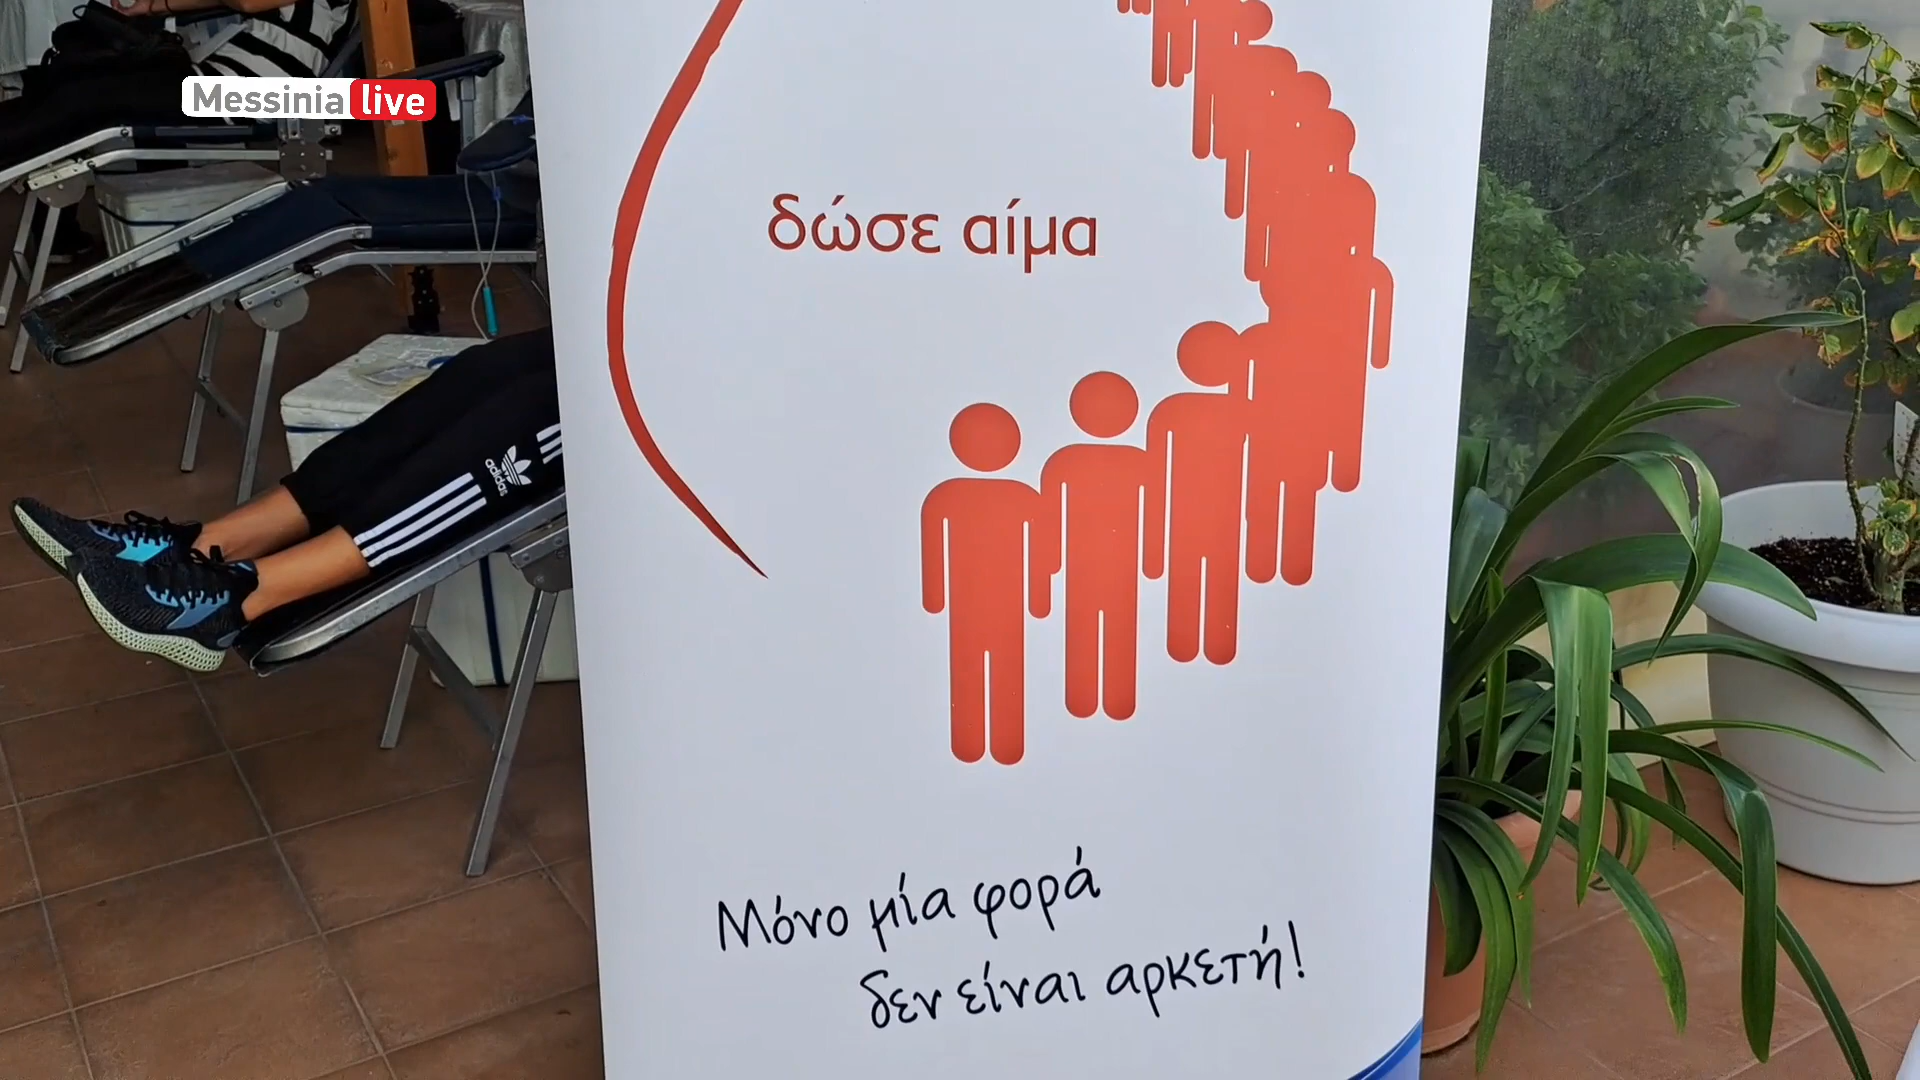 Messinia live
δώσε αίμα
adidas
Μόνο μία φορά
δεν είναι αρκετή!